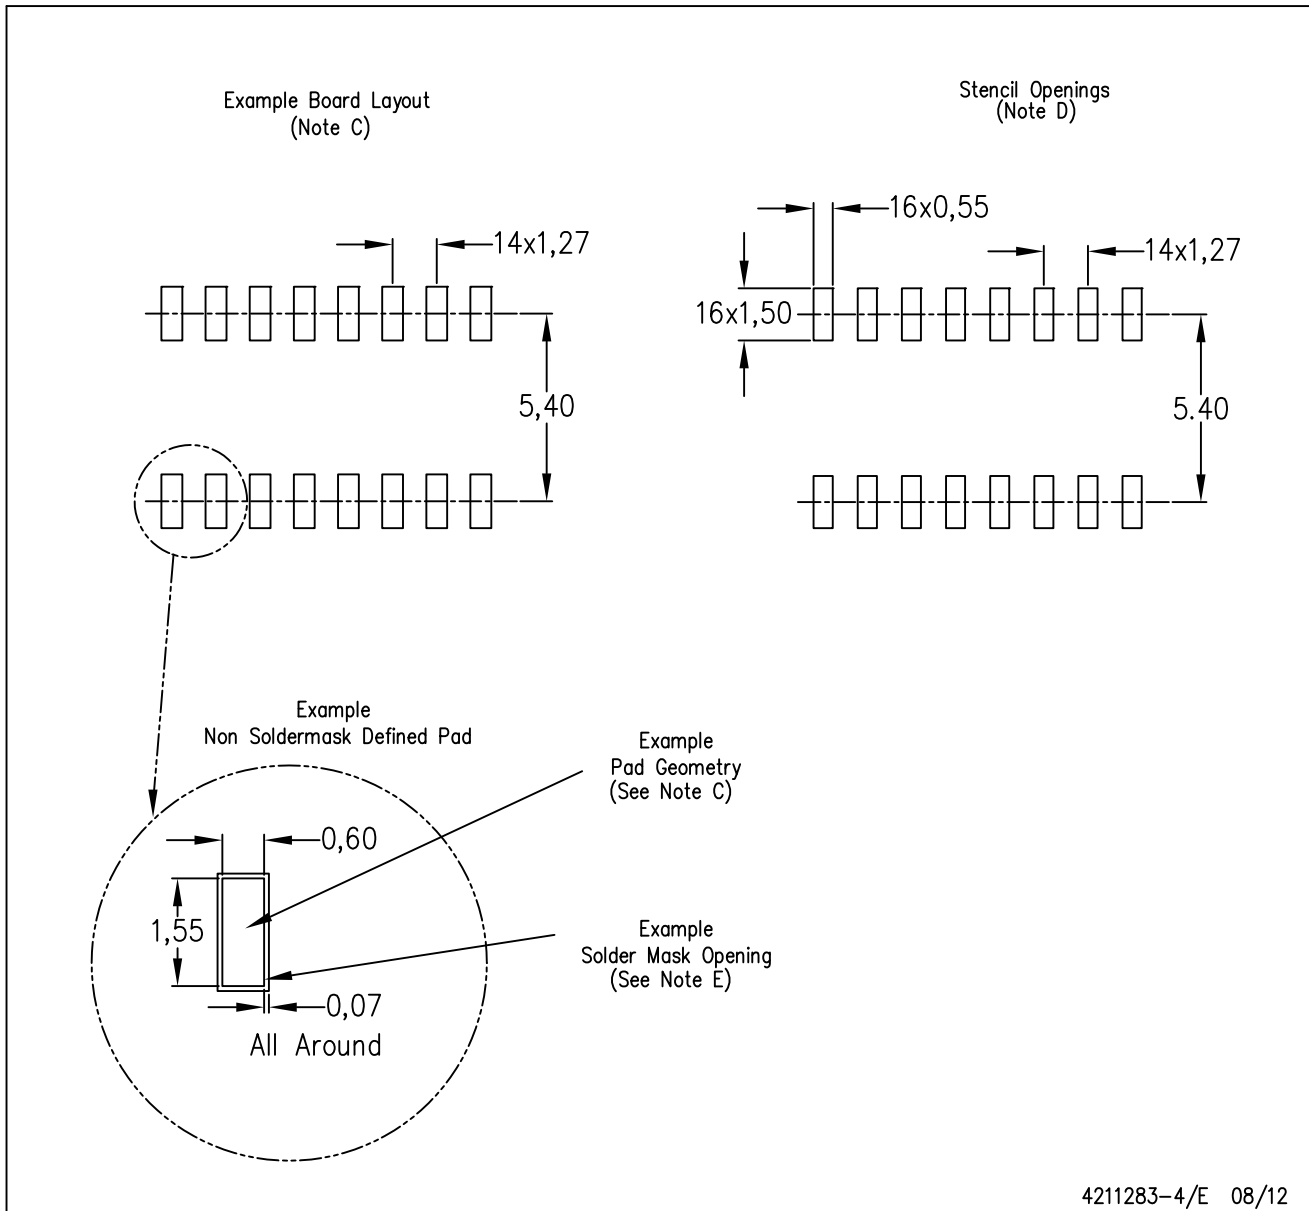 Example Board Layout
(Note C)
Stencil Openings
(Note D)
16x0,55
14x1,27
14x1,27
16x1,50
5,40
5.40
Example
Non Soldermask Defined Pad
Example
Pad Geometry
(See Note C)
0,60
1,55
Example
Solder Mask Opening
(See Note E)
0,07
All Around
4211283-4/E 08/12